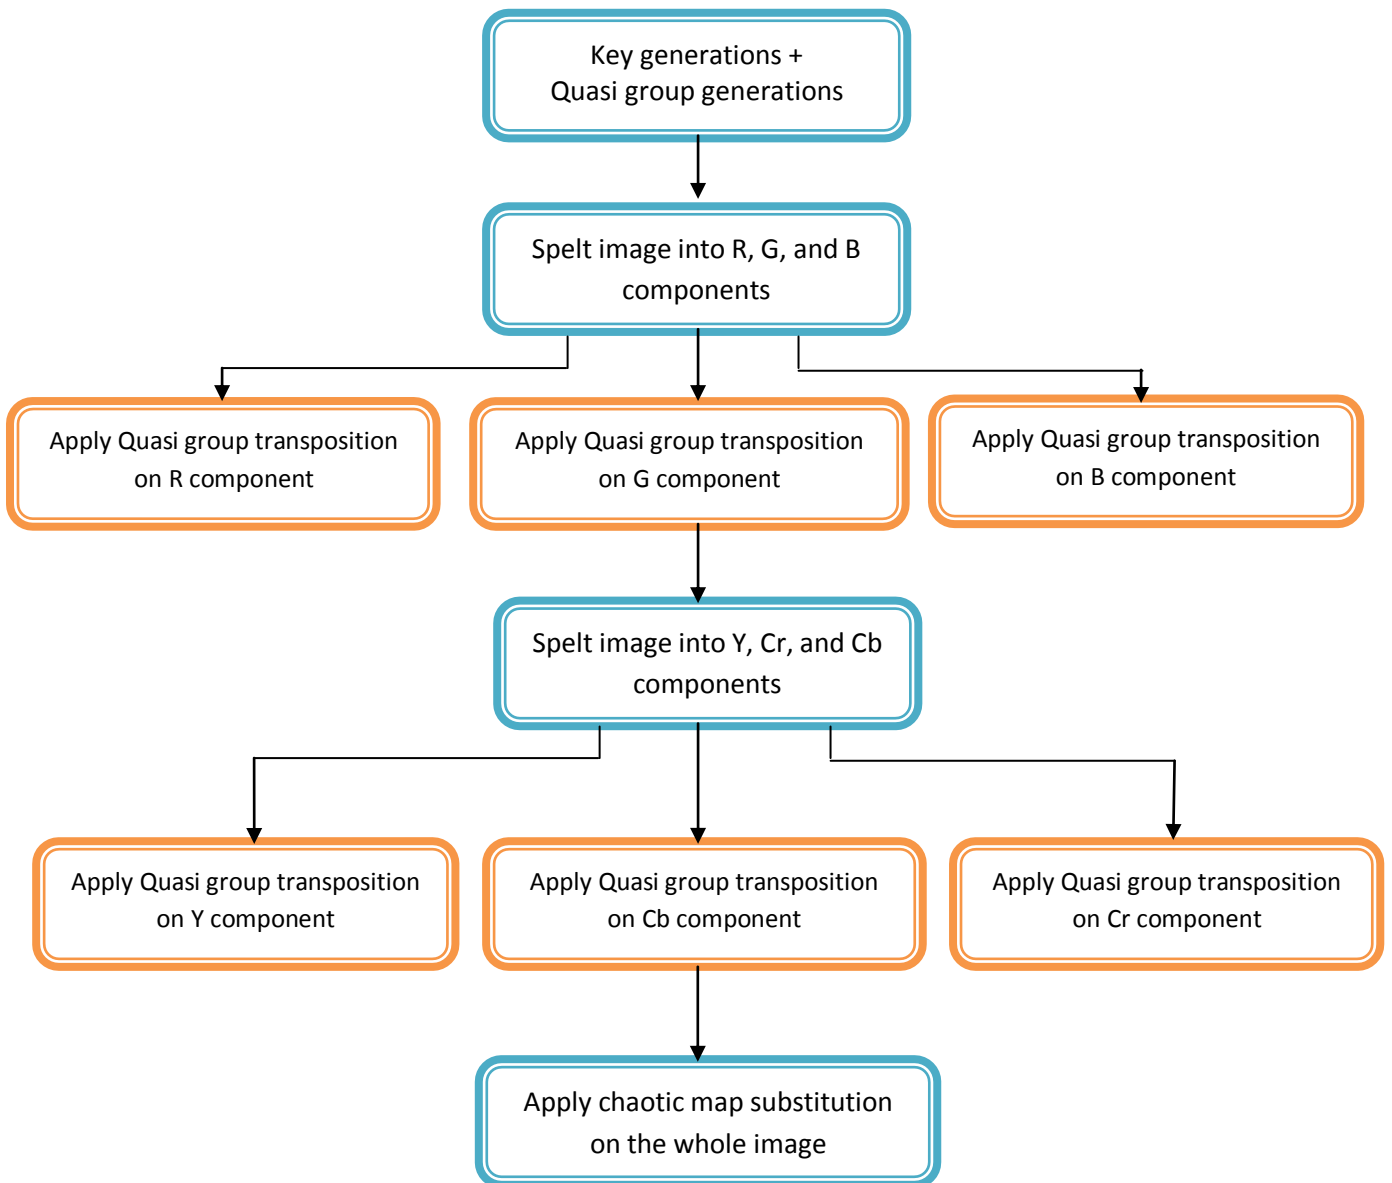 Key generations +
Quasi group generations
Spelt image into R, G, and B
components
Apply Quasi group transposition
on R component
Apply Quasi group transposition
on G component
Apply Quasi group transposition
on B component
Spelt image into Y, Cr, and Cb
components
Apply Quasi group transposition
on Y component
Apply Quasi group transposition
on Cb component
Apply Quasi group transposition
on Cr component
Apply chaotic map substitution
on the whole image